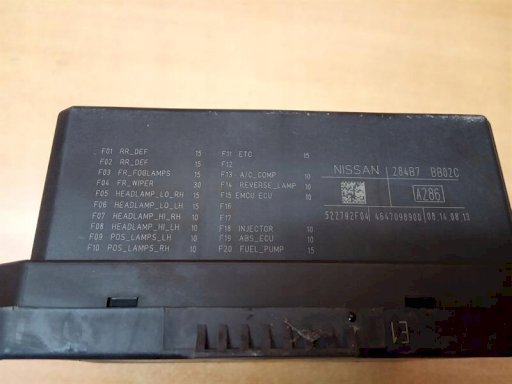 F01 RR_DEF 15
F02 RR_DEF 15
F03 FR_FOGLAMPS 15
F04 FR_WIPER 30
F05 HEADLAMP_LO_RH 15
F06 HEADLAMP_LO_LH 15
F07 HEADLAMP_HI_RH 10
F08 HEADLAMP_HI_LH 10
F09 POS_LAMPS_LH 10
F10 POS_LAMPS_RH 10
F11 ETC 15
F12
F13 A/C_COMP 10
F14 REVERSE_LAMP 10
F15 EMCU ECU 10
F16
F17
F18 INJECTOR 10
F19 ABS_ECU 10
F20 FUEL_PUMP 15
NISSAN 284B7 BB02C
A286
522782F04 4647098900 08.14 08 13
E1